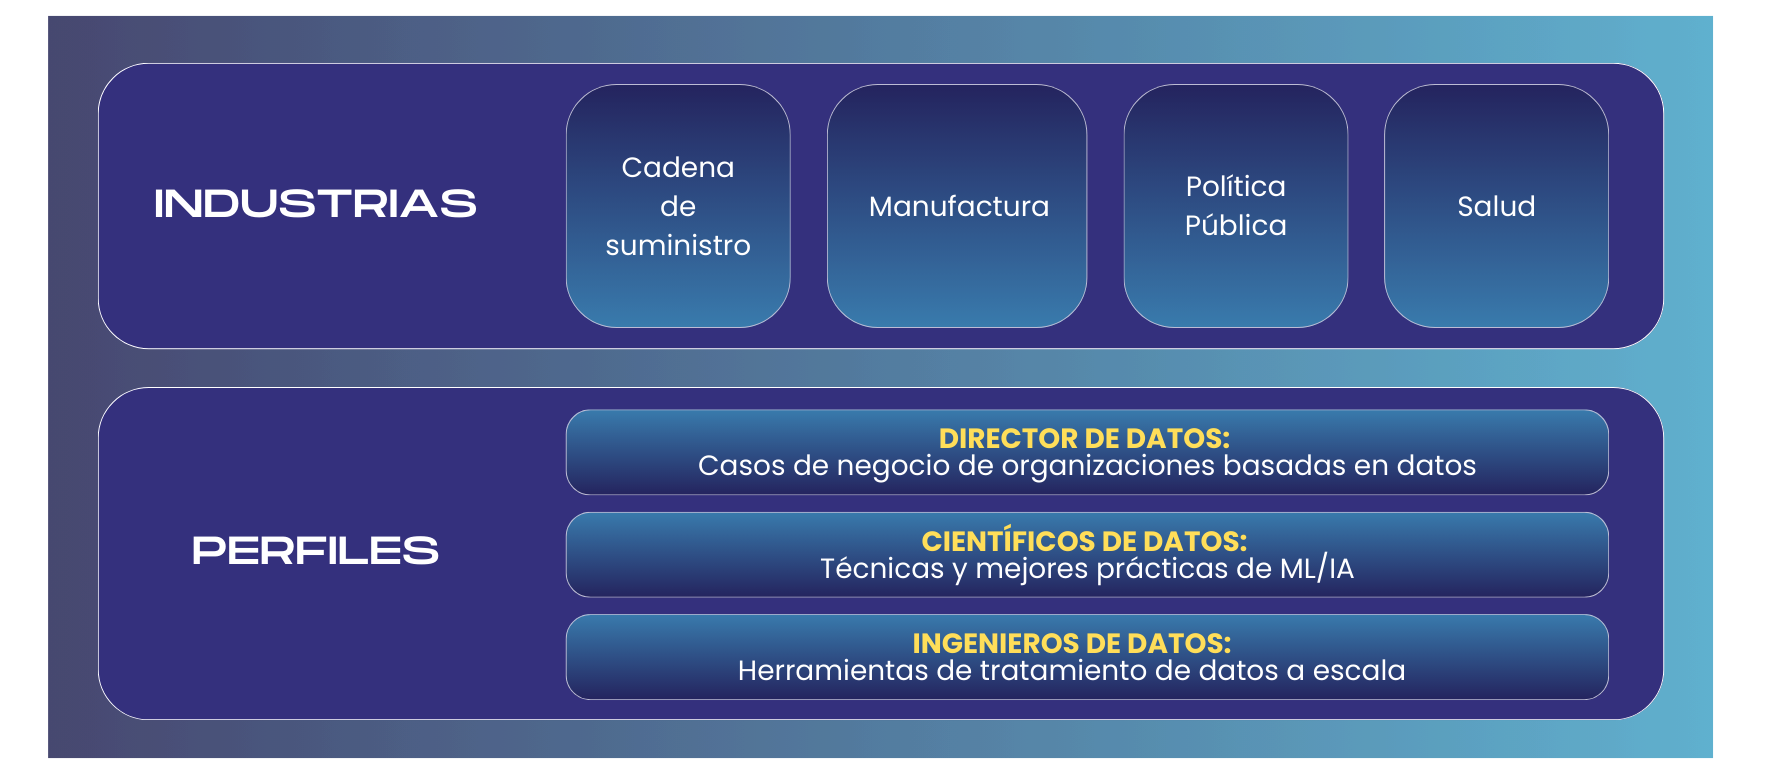 INDUSTRIAS
Cadena
de
suministro
Manufactura
Política
Pública
Salud
PERFILES
DIRECTOR DE DATOS:
Casos de negocio de organizaciones basadas en datos
CIENTÍFICOS DE DATOS:
Técnicas y mejores prácticas de ML/IA
INGENIEROS DE DATOS:
Herramientas de tratamiento de datos a escala